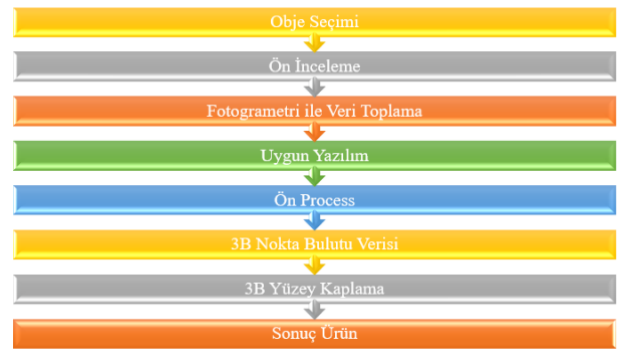 Obje Seçimi
Ön İnceleme
Fotogrametri ile Veri Toplama
Uygun Yazılım
Ön Process
3B Nokta Bulutu Verisi
3B Yüzey Kaplama
Sonuç Ürün